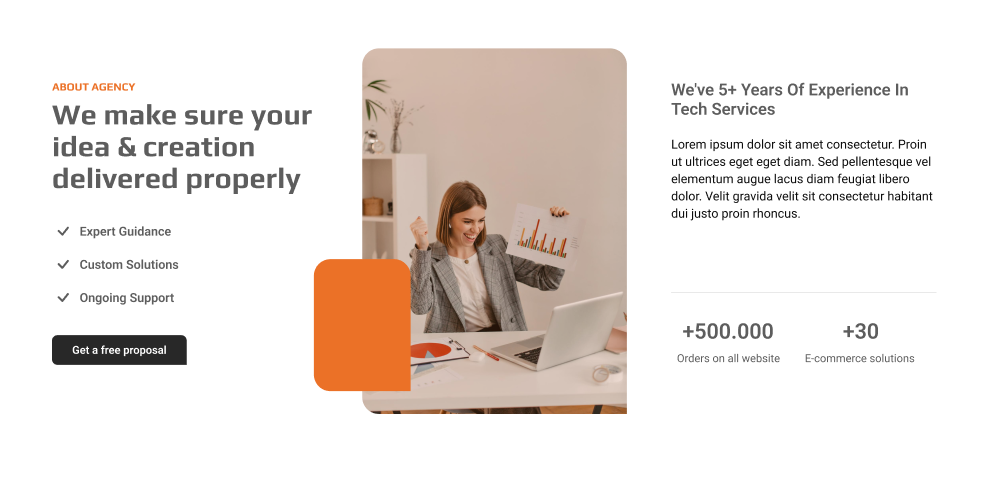 ABOUT AGENCY
We make sure your
idea & creation
delivered properly
Expert Guidance
Custom Solutions
Ongoing Support
Get a free proposal
We've 5+ Years Of Experience In
Tech Services
Lorem ipsum dolor sit amet consectetur. Proin
ut ultrices eget eget diam. Sed pellentesque vel
elementum augue lacus diam feugiat libero
dolor. Velit gravida velit sit consectetur habitant
dui justo proin rhoncus.
+500.000
Orders on all website
+30
E-commerce solutions